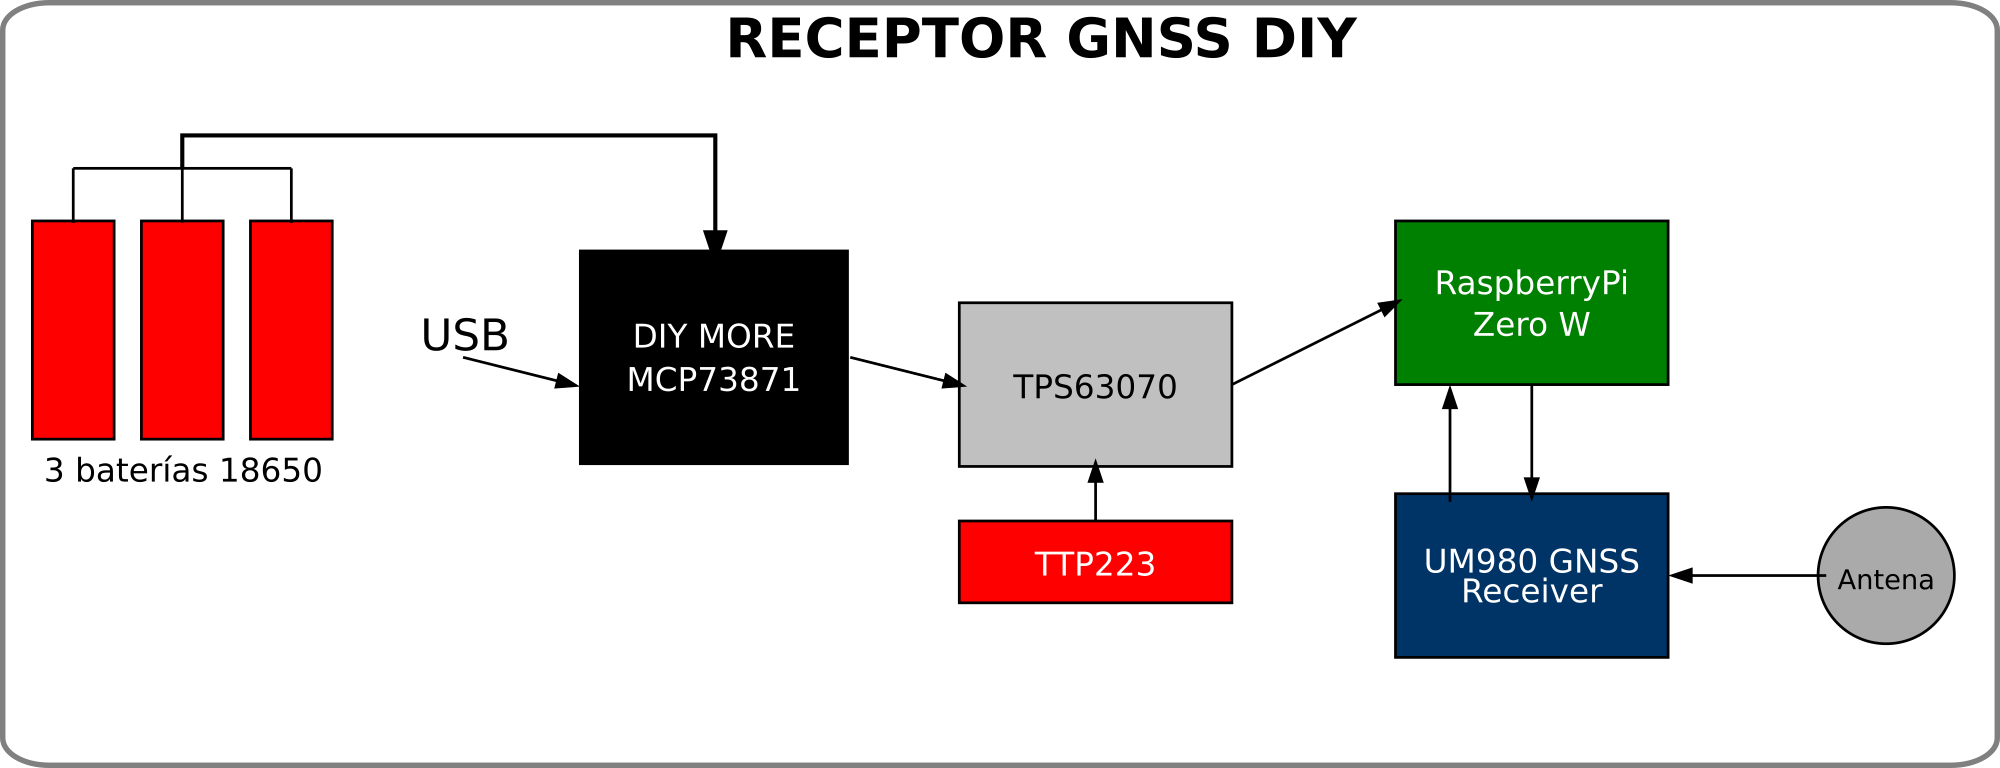 RECEPTOR GNSS DIY
3 baterías 18650
USB
DIY MORE
MCP73871
TPS63070
TTP223
RaspberryPi
Zero W
UM980 GNSS
Receiver
Antena